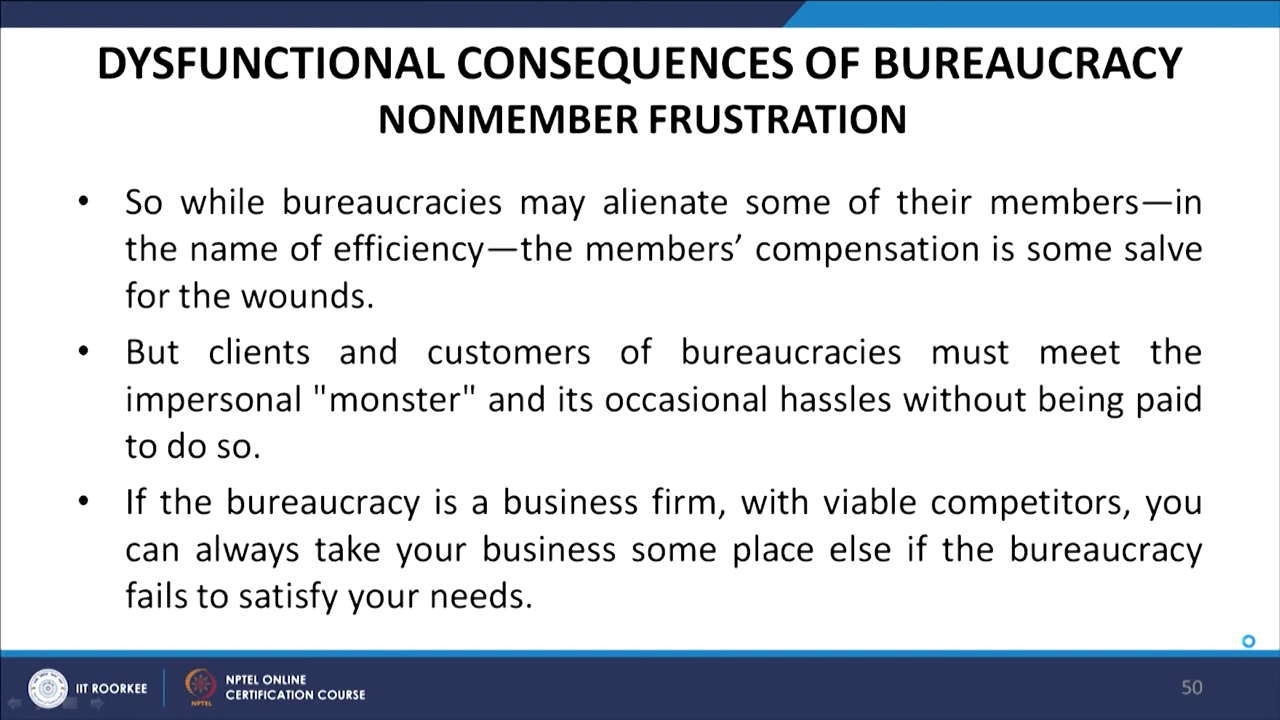 DYSFUNCTIONAL CONSEQUENCES OF BUREAUCRACY
NONMEMBER FRUSTRATION
• So while bureaucracies may alienate some of their members—in
the name of efficiency—the members’ compensation is some salve
for the wounds.
• But clients and customers of bureaucracies must meet the
impersonal "monster" and its occasional hassles without being paid
to do so.
• If the bureaucracy is a business firm, with viable competitors, you
can always take your business some place else if the bureaucracy
fails to satisfy your needs.
IIT ROORKEE
NPTEL
NPTEL ONLINE
CERTIFICATION COURSE
50